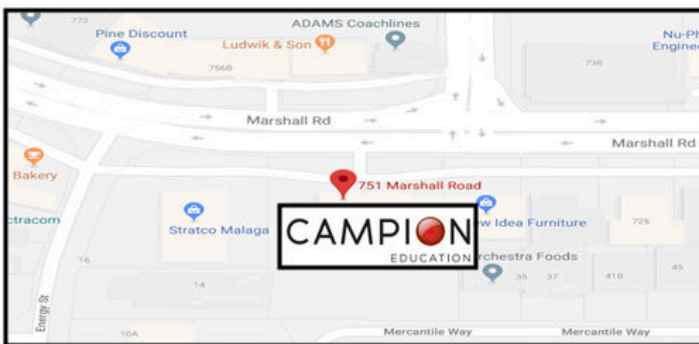 772
ADAMS Coachlines
Pine Discount
Ludwik & Son
Nu-Ph
Engine
756B
738
Marshall Rd
Marshall Rd
Bakery
751 Marshall Road
ctracom
Stratco Malaga
CAMPION
EDUCATION
ew Idea Furniture
725
rchestra Foods
16
14
35
37
41B
45
Energy St
10A
Mercantile Way
Mercantile Way